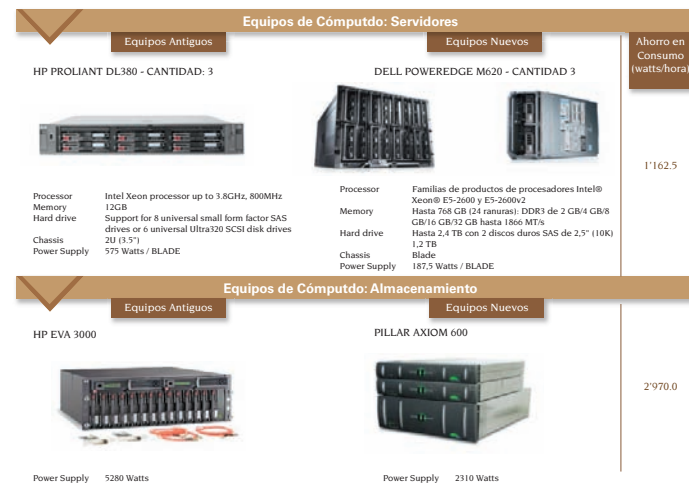 Equipos de Cómputdo: Servidores
Equipos Antiguos
Equipos Nuevos
Ahorro en
Consumo
(watts/hora)
HP PROLIANT DL380 - CANTIDAD: 3
DELL POWEREDGE M620 - CANTIDAD 3
1'162.5
Processor Intel Xeon processor up to 3.8GHz, 800MHz
Memory 12GB
Hard drive Support for 8 universal small form factor SAS
drives or 6 universal Ultra320 SCSI disk drives
Chassis 2U (3.5")
Power Supply 575 Watts / BLADE
Processor Familias de productos de procesadores Intel®
Xeon® E5-2600 y E5-2600v2
Memory Hasta 768 GB (24 ranuras): DDR3 de 2 GB/4 GB/8
GB/16 GB/32 GB hasta 1866 MT/s
Hard drive Hasta 2,4 TB con 2 discos duros SAS de 2,5" (10K)
1,2 TB
Chassis Blade
Power Supply 187,5 Watts / BLADE
Equipos de Cómputdo: Almacenamiento
Equipos Antiguos
Equipos Nuevos
HP EVA 3000
PILLAR AXIOM 600
2'970.0
Power Supply 5280 Watts
Power Supply 2310 Watts